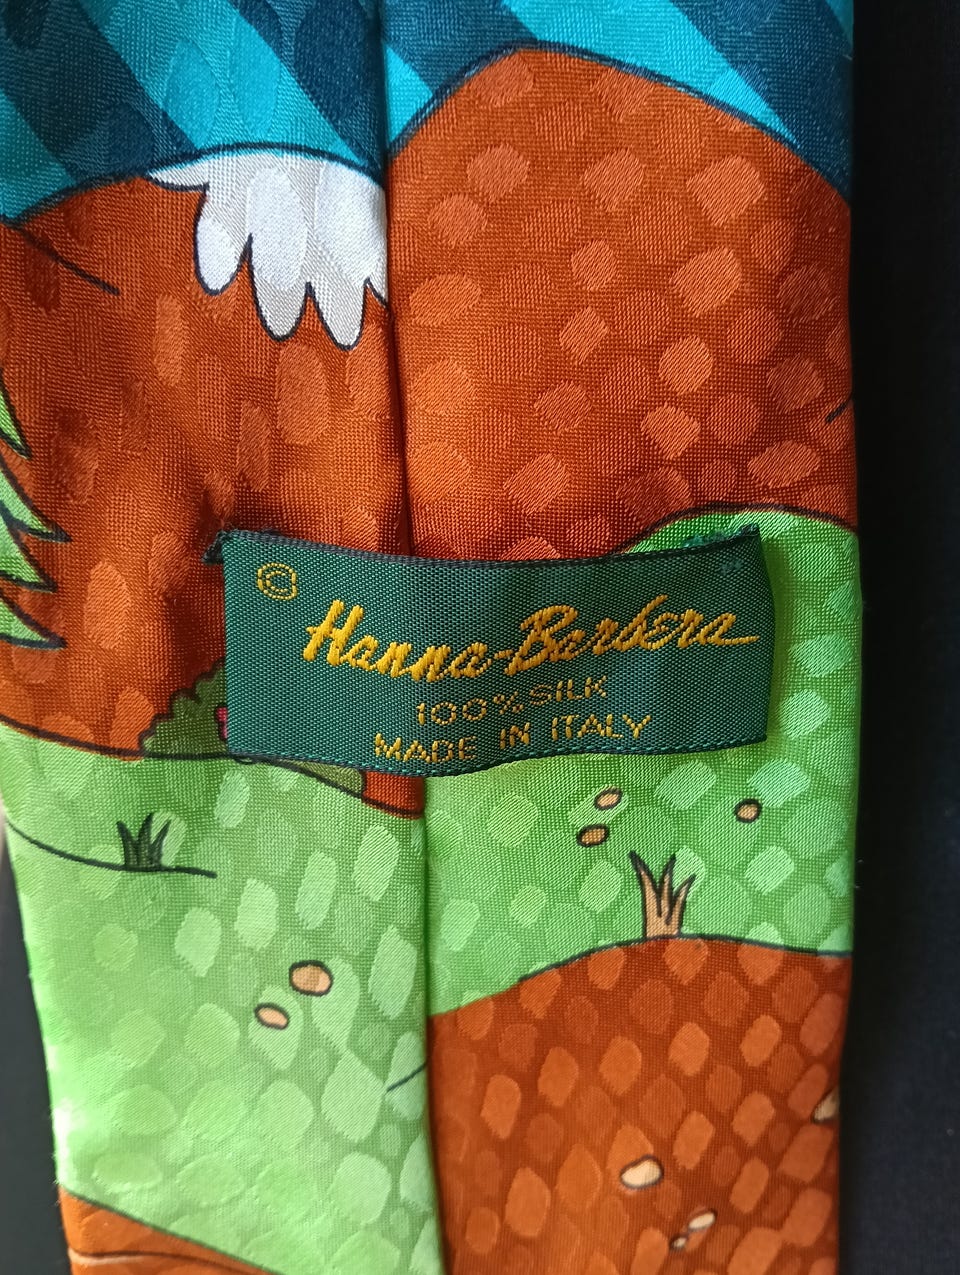 ©
Hanna-Barbera
100% SILK
MADE IN ITALY